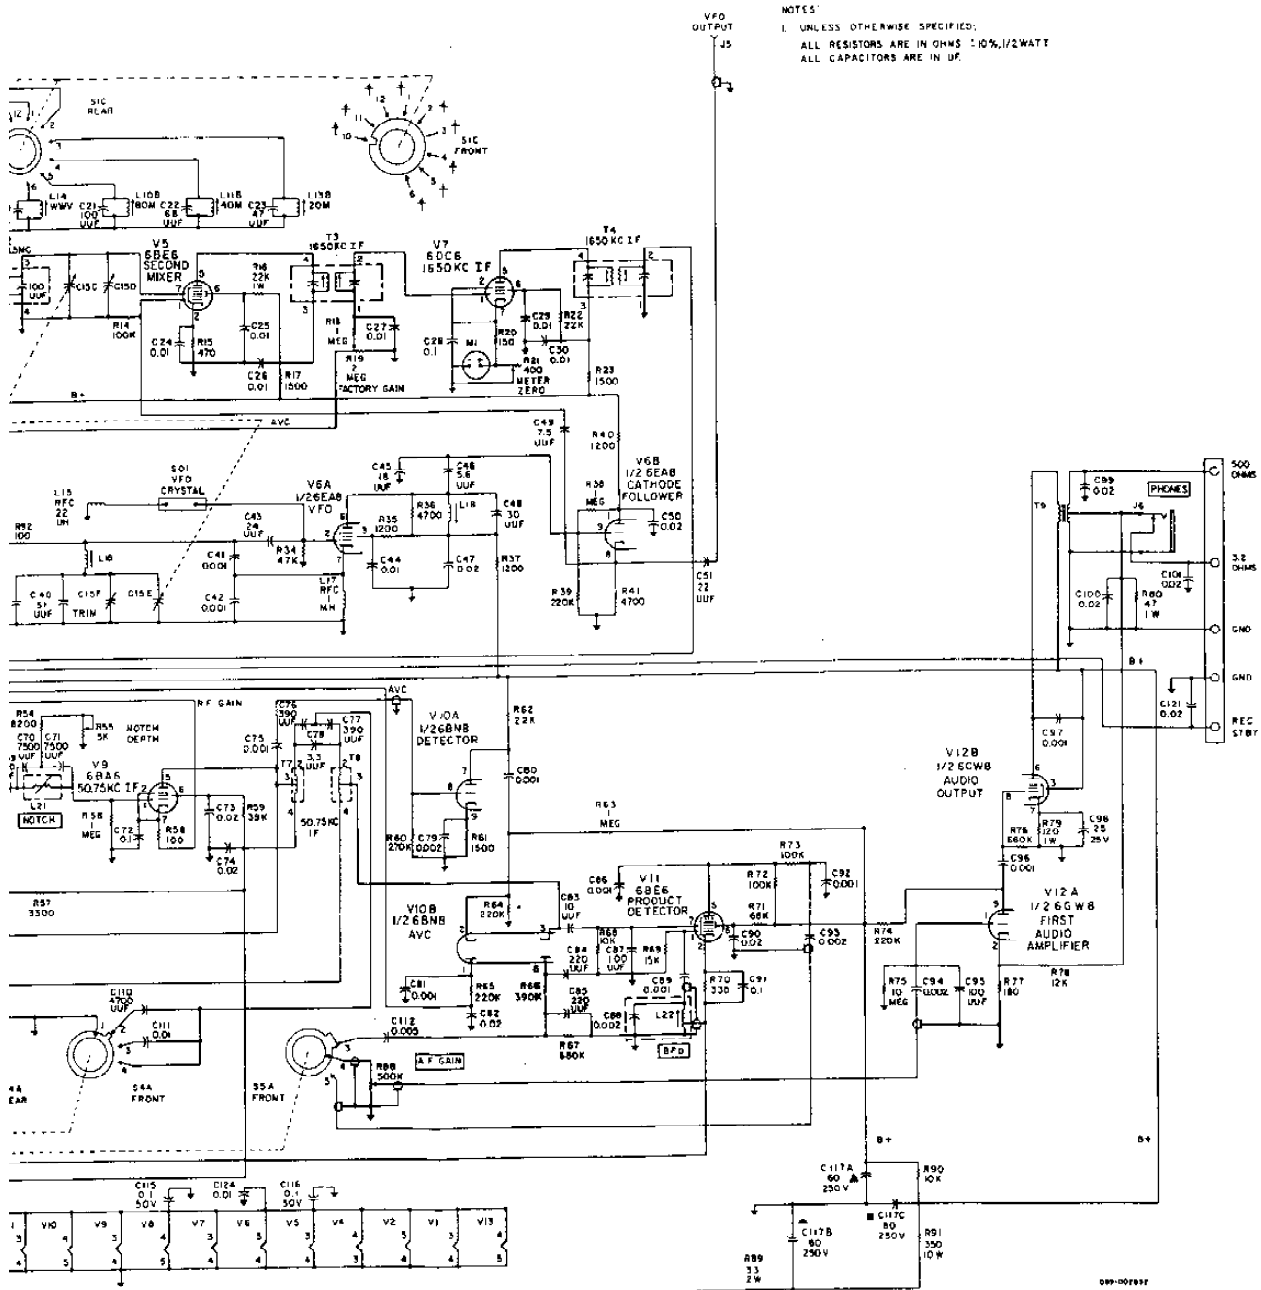 NOTES
1. UNLESS OTHERWISE SPECIFIED;
ALL RESISTORS ARE IN OHMS ±10%, 1/2 WATT
ALL CAPACITORS ARE IN UF.
VFO
OUTPUT
J5
S1C
REAR
12
1
2
3
4
5
6
12
1
2
3
4
5
6
10
11
S1C
FRONT
L14
WWV
C21
100
UUF
L10B
80M
C22
68
UUF
L11B
40M
C23
47
UUF
L13B
20M
100
UUF
C15C
C15D
V5
6BE6
SECOND
MIXER
R14
100K
C24
0.01
R15
470
R16
22K
1W
C25
0.01
C26
0.01
R17
1500
T3
1650KC IF
R18
1
MEG
C27
0.01
R19
2
MEG
FACTORY GAIN
V7
6DC6
1650 KC IF
C28
0.1
M1
R20
150
R21
400
METER
ZERO
C29
0.01
R22
22K
C30
0.01
T4
1650KC IF
R23
1500
B+
AVC
C49
7.5
UUF
R40
1200
L15
RFC
22
UH
S01
VFO
CRYSTAL
R92
100
L16
C40
51
UUF
C15F
TRIM
C15E
C43
24
UUF
C41
0.001
C42
0.001
R34
47K
V6A
1/2 6EA8
VFO
L17
RFC
1
MH
C45
18
UUF
R35
1200
R36
4700
C46
5.6
UUF
L18
C48
30
UUF
C44
0.01
C47
0.02
R37
1200
V6B
1/2 6EA8
CATHODE
FOLLOWER
R38
1
MEG
C50
0.02
R39
220K
R41
4700
C51
22
UUF
T9
C99
0.02
PHONES
J6
500
OHMS
3.2
OHMS
C101
0.02
C100
0.02
R80
47
1W
GND
GND
B+
C121
0.02
REC
STBY
R54
8200
R55
5K
NOTCH
DEPTH
RF GAIN
C70
7500
UUF
C71
7500
UUF
L21
NOTCH
V9
6BA6
50.75KC IF
R56
1
MEG
C72
0.1
R58
100
C73
0.02
R59
39K
C74
0.02
C75
0.001
C76
390
UUF
C77
390
UUF
C78
3.3
UUF
T7
T8
50.75KC
IF
AVC
V10A
1/2 6BN8
DETECTOR
R60
270K
C79
0.002
R61
1500
R62
22K
C80
0.001
R63
1
MEG
V12B
1/2 6GW8
AUDIO
OUTPUT
C97
0.001
R76
680K
R79
120
1W
C98
25
25V
C96
0.001
R57
3300
V10B
1/2 6BN8
AVC
R64
220K
C81
0.001
R65
220K
C82
0.02
R66
390K
C83
10
UUF
C84
220
UUF
C85
220
UUF
R67
680K
R68
10K
C87
100
UUF
R69
15K
C86
0.001
V11
6BE6
PRODUCT
DETECTOR
C89
0.001
C88
0.002
L22
BFO
R70
330
C91
0.1
C90
0.02
R71
68K
R72
100K
R73
100K
C92
0.001
C93
0.002
R74
220K
V12A
1/2 6GW8
FIRST
AUDIO
AMPLIFIER
R75
10
MEG
C94
0.002
C95
100
UUF
R77
180
R78
12K
C110
4700
UUF
C111
0.01
S4A
FRONT
S5A
FRONT
C112
0.005
AF GAIN
R88
500K
B+
B+
C117A
60
250V
R90
10K
C117C
80
250V
C117B
80
250V
R91
350
10W
R89
33
2W
C115
0.1
50V
C124
0.01
C116
0.1
50V
V10
V9
V8
V7
V6
V5
V4
V2
V1
V13